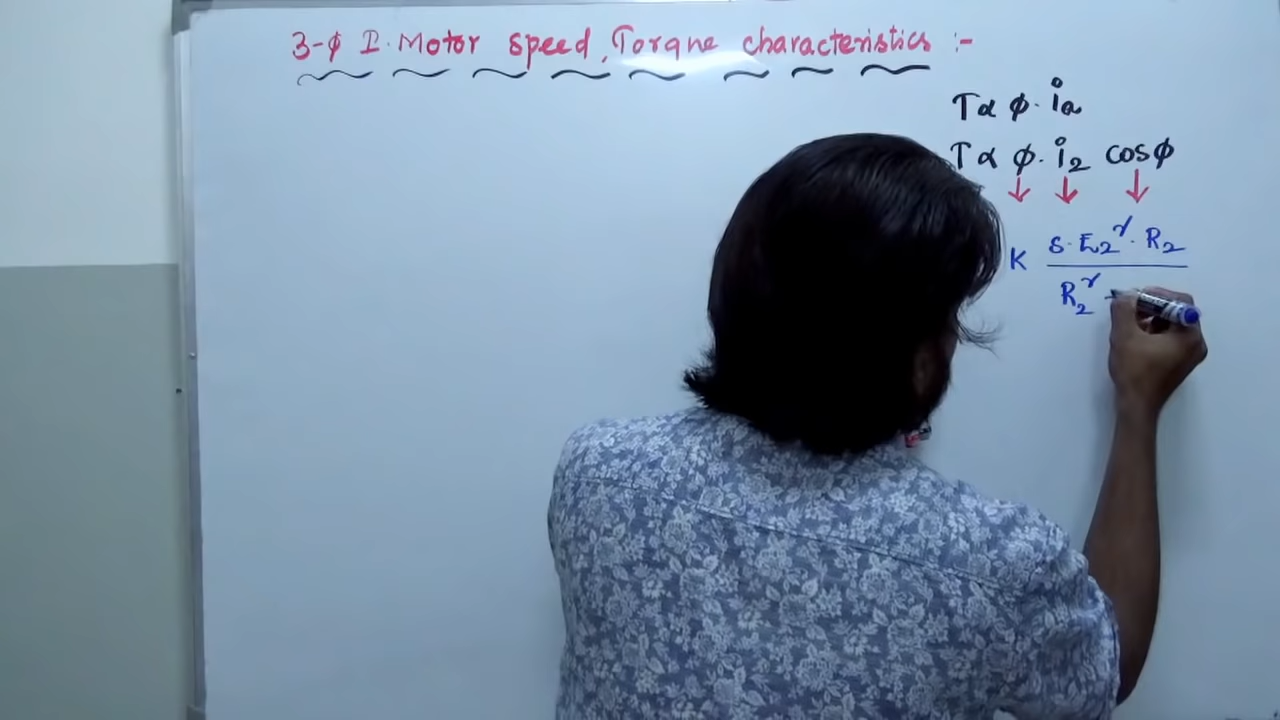 3-φ I.Motor speed, Torque characteristics :-
T α φ. ia
T α φ. i2 cosφ
K S.E2². R2
R2² -